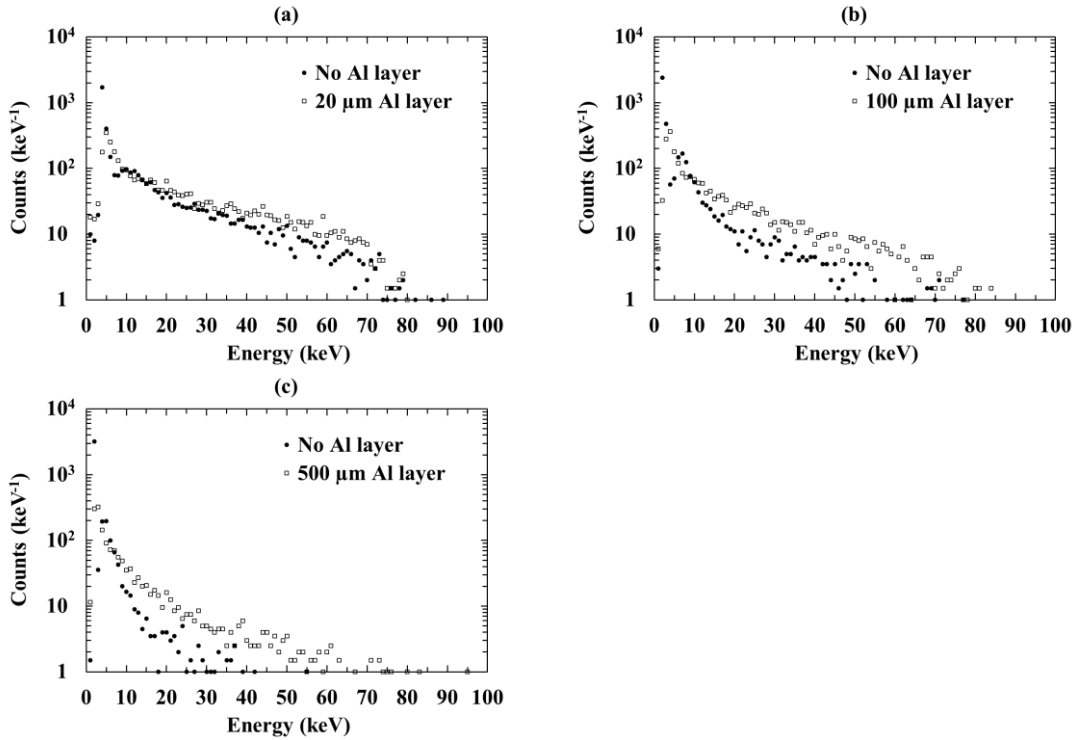 (a)
10⁴
10³
10²
10
1
Counts (keV⁻¹)
No Al layer
20 µm Al layer
0 10 20 30 40 50 60 70 80 90 100
Energy (keV)
(b)
10⁴
10³
10²
10
1
Counts (keV⁻¹)
No Al layer
100 µm Al layer
0 10 20 30 40 50 60 70 80 90 100
Energy (keV)
(c)
10⁴
10³
10²
10
1
Counts (keV⁻¹)
No Al layer
500 µm Al layer
0 10 20 30 40 50 60 70 80 90 100
Energy (keV)